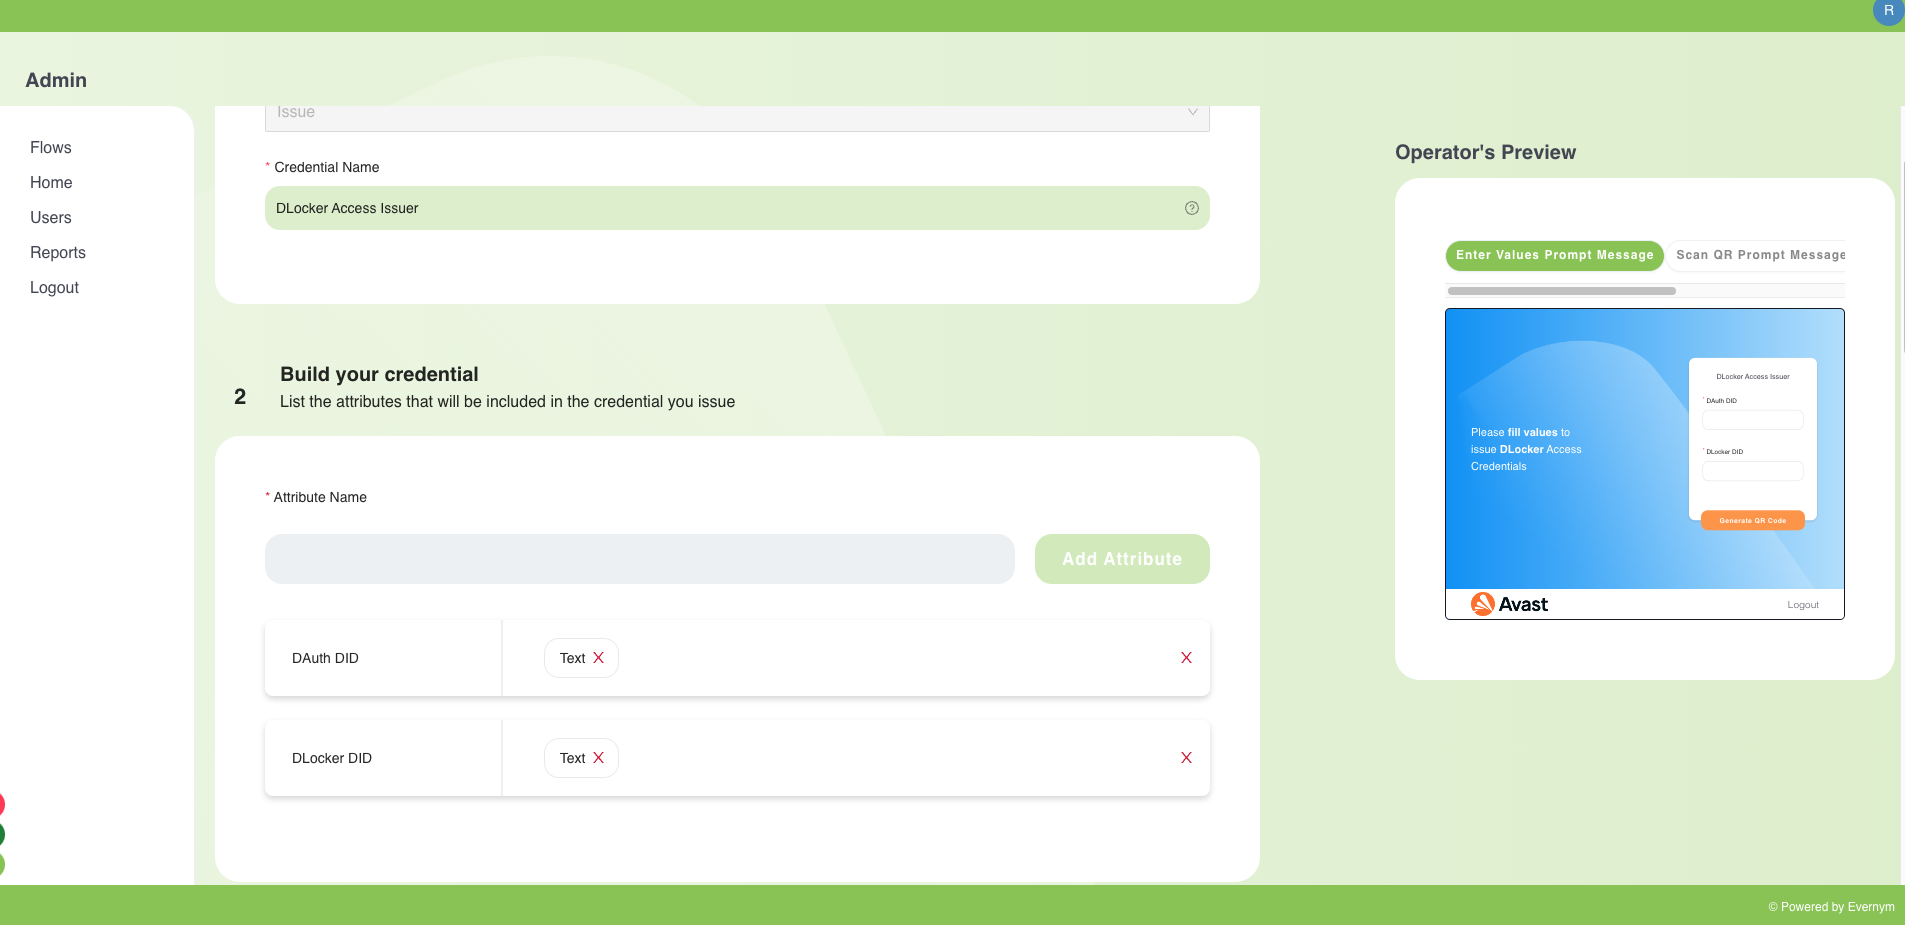 R
Admin
Flows
Home
Users
Reports
Logout
Issue
* Credential Name
DLocker Access Issuer
2
Build your credential
List the attributes that will be included in the credential you issue
* Attribute Name
Add Attribute
DAuth DID
Text X
X
DLocker DID
Text X
X
Operator's Preview
Enter Values Prompt Message
Scan QR Prompt Message
Please fill values to
issue DLocker Access
Credentials
DLocker Access Issuer
* DAuth DID
* DLocker DID
Generate QR Code
Avast
Logout
© Powered by Evernym